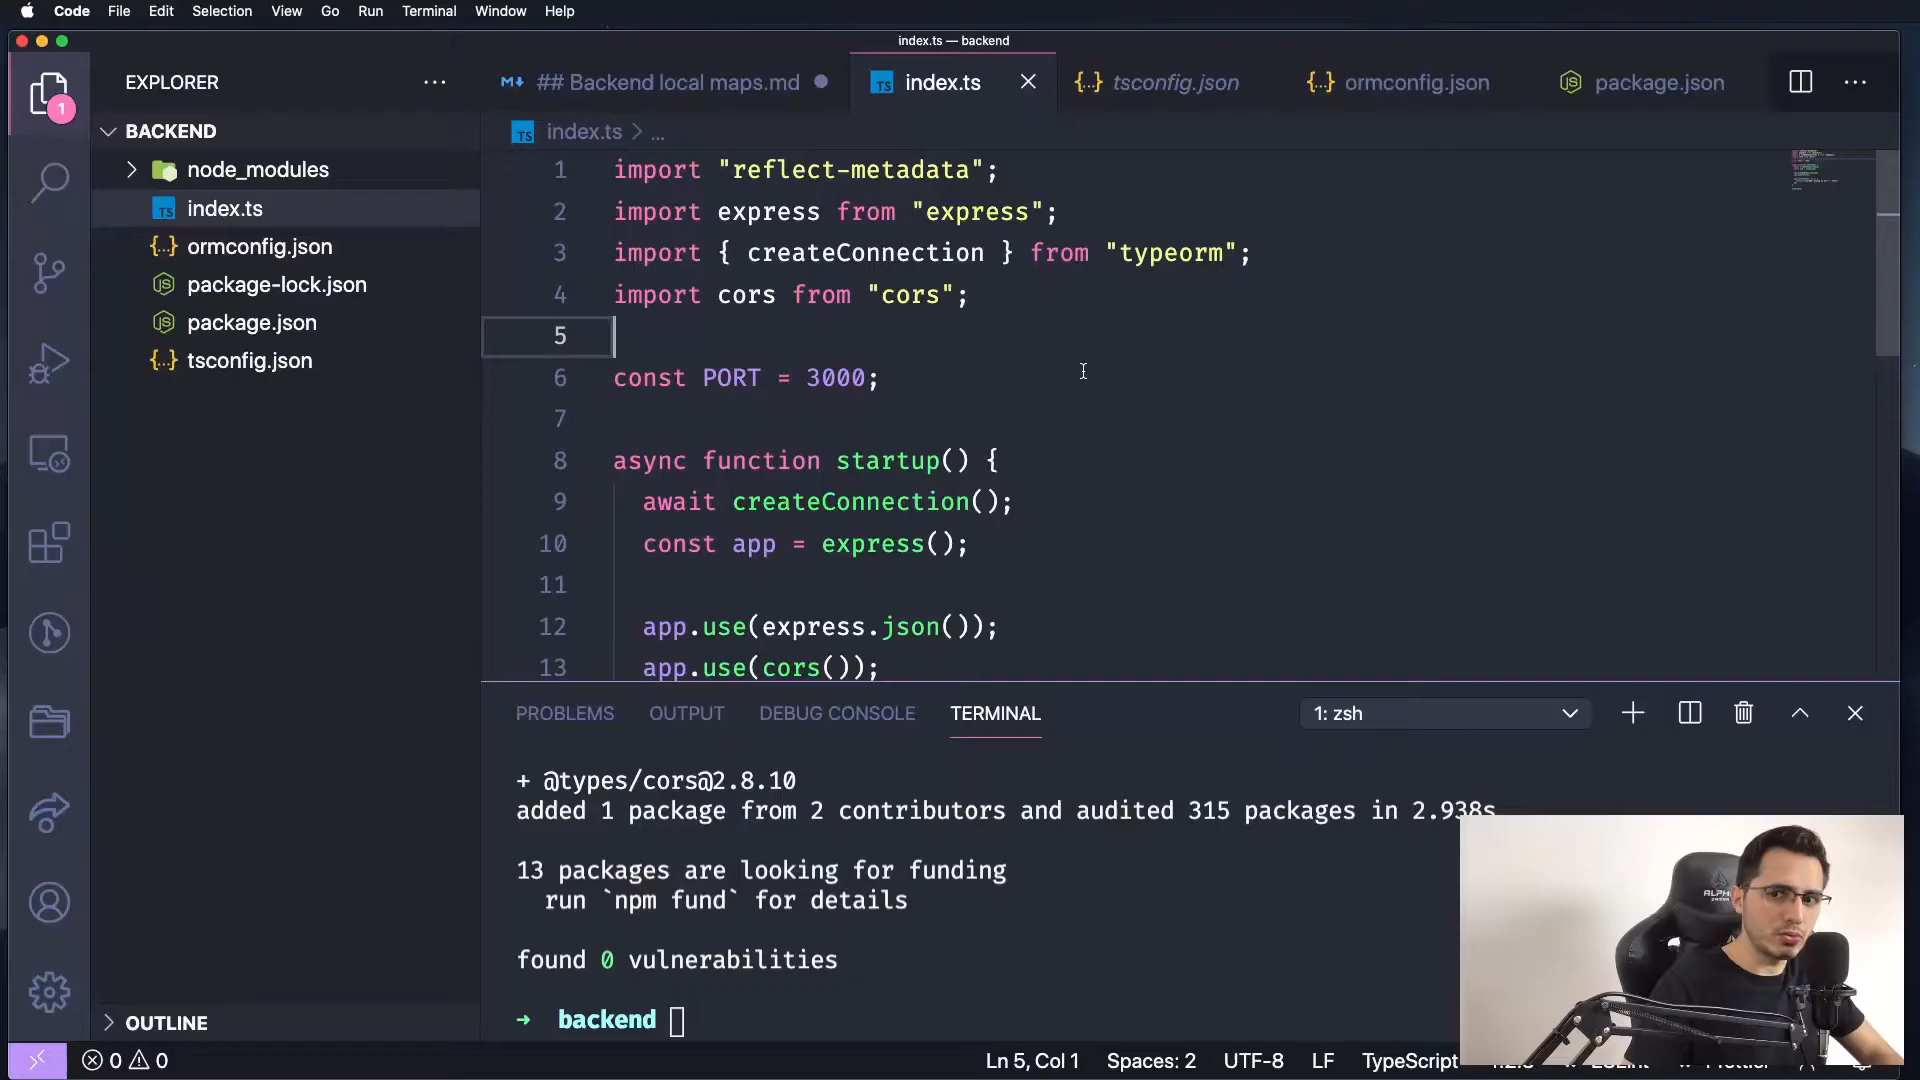 Code File Edit Selection View Go Run Terminal Window Help
index.ts — backend
EXPLORER
1
BACKEND
node_modules
index.ts
ormconfig.json
package-lock.json
package.json
tsconfig.json
OUTLINE
## Backend local maps.md
TS index.ts
tsconfig.json
ormconfig.json
package.json
TS index.ts > ...
1 import "reflect-metadata";
2 import express from "express";
3 import { createConnection } from "typeorm";
4 import cors from "cors";
5
6 const PORT = 3000;
7
8 async function startup() {
9 await createConnection();
10 const app = express();
11
12 app.use(express.json());
13 app.use(cors());
PROBLEMS OUTPUT DEBUG CONSOLE TERMINAL
1: zsh
+ @types/cors@2.8.10
added 1 package from 2 contributors and audited 315 packages in 2.938s
13 packages are looking for funding
run `npm fund` for details
found 0 vulnerabilities
→ backend
ALPHA
GAMER
0 0
Ln 5, Col 1 Spaces: 2 UTF-8 LF TypeScript